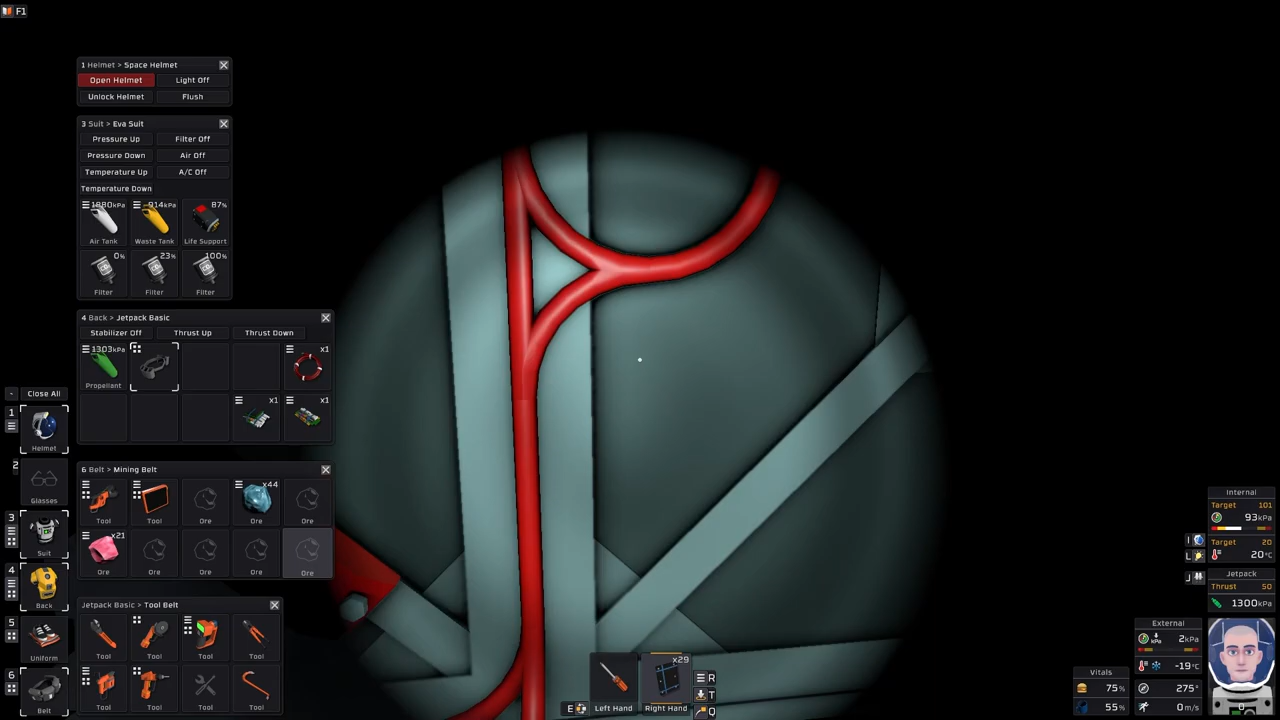 F1
1 Helmet > Space Helmet
Open Helmet Light Off
Unlock Helmet Flush
3 Suit > Eva Suit
Pressure Up Filter Off
Pressure Down Air Off
Temperature Up A/C Off
Temperature Down
1880kPa 914kPa 87%
Air Tank Waste Tank Life Support
0% 23% 100%
Filter Filter Filter
4 Back > Jetpack Basic
Stabilizer Off Thrust Up Thrust Down
1303kPa x1
Propellant
x1 x1
- Close All
1
Helmet
2
Glasses
3
Suit
4
Back
5
Uniform
6
Belt
6 Belt > Mining Belt
x44
Tool Tool Ore Ore Ore
x21
Ore Ore Ore Ore Ore
Jetpack Basic > Tool Belt
Tool Tool Tool Tool
Tool Tool Tool Tool
x29
E Left Hand Right Hand
R
T
Q
Internal
Target 101
93kPa
Target 20
20°C
I
L
J
Jetpack
Thrust 50
1300kPa
External
kPa 2kPa
-19°C
275°
0m/s
Vitals
75%
55%